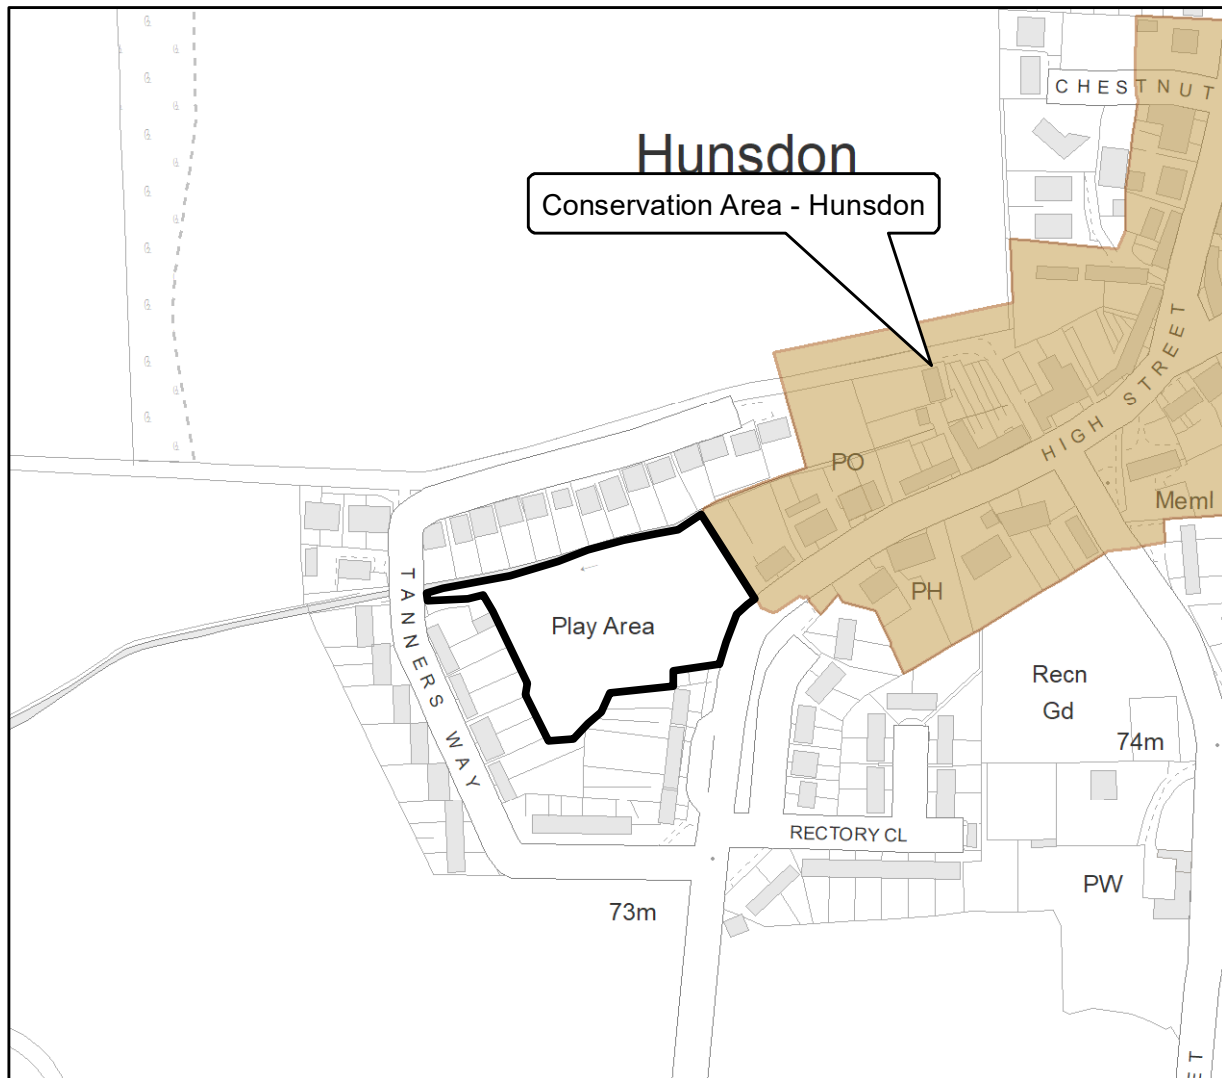 CHESTNUT
Hunsdon
Conservation Area - Hunsdon
HIGH STREET
PO
Meml
PH
TANNERS WAY
Play Area
Recn
Gd
74m
RECTORY CL
PW
73m
ET